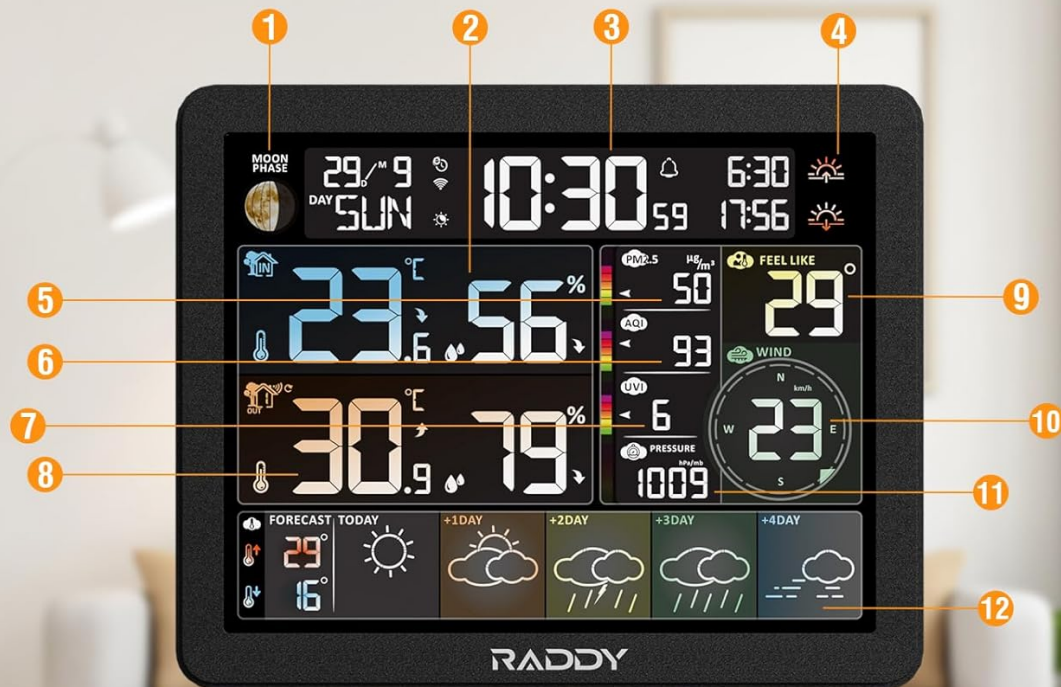 1
2
3
4
MOON PHASE
29 D / M 9
10:30 59
6:30
DAY SUN
17:56
IN
23.6 °C
56 %
5
PM2.5 µg/m³
50
FEEL LIKE
29°
9
6
AQI
93
WIND
N
km/h
W
23
E
S
10
7
UVI
6
OUT
30.9 °C
79 %
8
PRESSURE
hPa/mb
1009
11
FORECAST
29°
16°
TODAY
+1DAY
+2DAY
+3DAY
+4DAY
12
RADDY